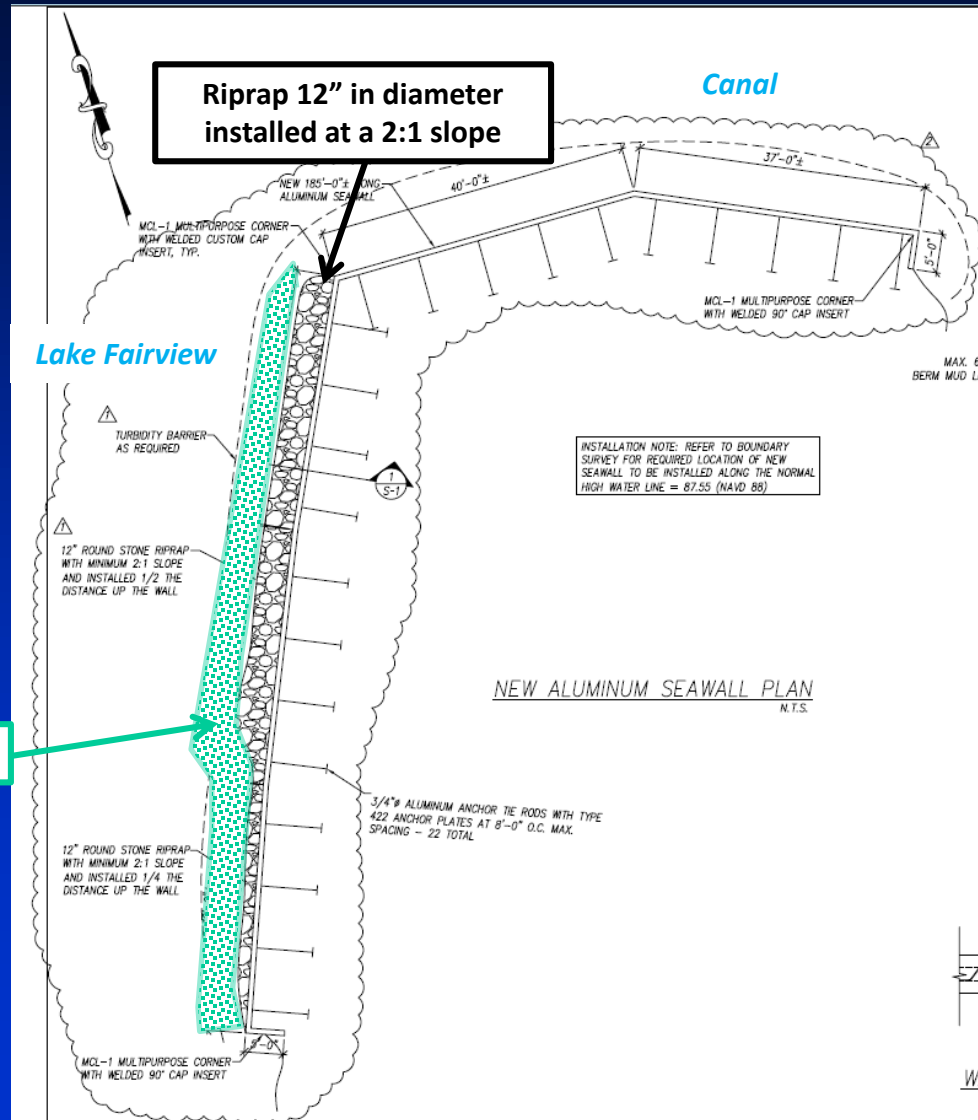 Riprap 12” in diameter
installed at a 2:1 slope
Canal
2
NEW 185'-0"± LONG
ALUMINUM SEAWALL
40'-0"±
37'-0"±
MCL-1 MULTIPURPOSE CORNER
WITH WELDED CUSTOM CAP
INSERT, TYP.
5'-0"
MCL-1 MULTIPURPOSE CORNER
WITH WELDED 90° CAP INSERT
Lake Fairview
MAX. 6
BERM MUD L
1
TURBIDITY BARRIER
AS REQUIRED
INSTALLATION NOTE: REFER TO BOUNDARY
SURVEY FOR REQUIRED LOCATION OF NEW
SEAWALL TO BE INSTALLED ALONG THE NORMAL
HIGH WATER LINE = 87.55 (NAVD 88)
1
S-1
1
12" ROUND STONE RIPRAP
WITH MINIMUM 2:1 SLOPE
AND INSTALLED 1/2 THE
DISTANCE UP THE WALL
NEW ALUMINUM SEAWALL PLAN
N.T.S.
3/4"ø ALUMINUM ANCHOR TIE RODS WITH TYPE
422 ANCHOR PLATES AT 8'-0" O.C. MAX.
SPACING - 22 TOTAL
12" ROUND STONE RIPRAP
WITH MINIMUM 2:1 SLOPE
AND INSTALLED 1/4 THE
DISTANCE UP THE WALL
5'-0"
MCL-1 MULTIPURPOSE CORNER
WITH WELDED 90° CAP INSERT
W